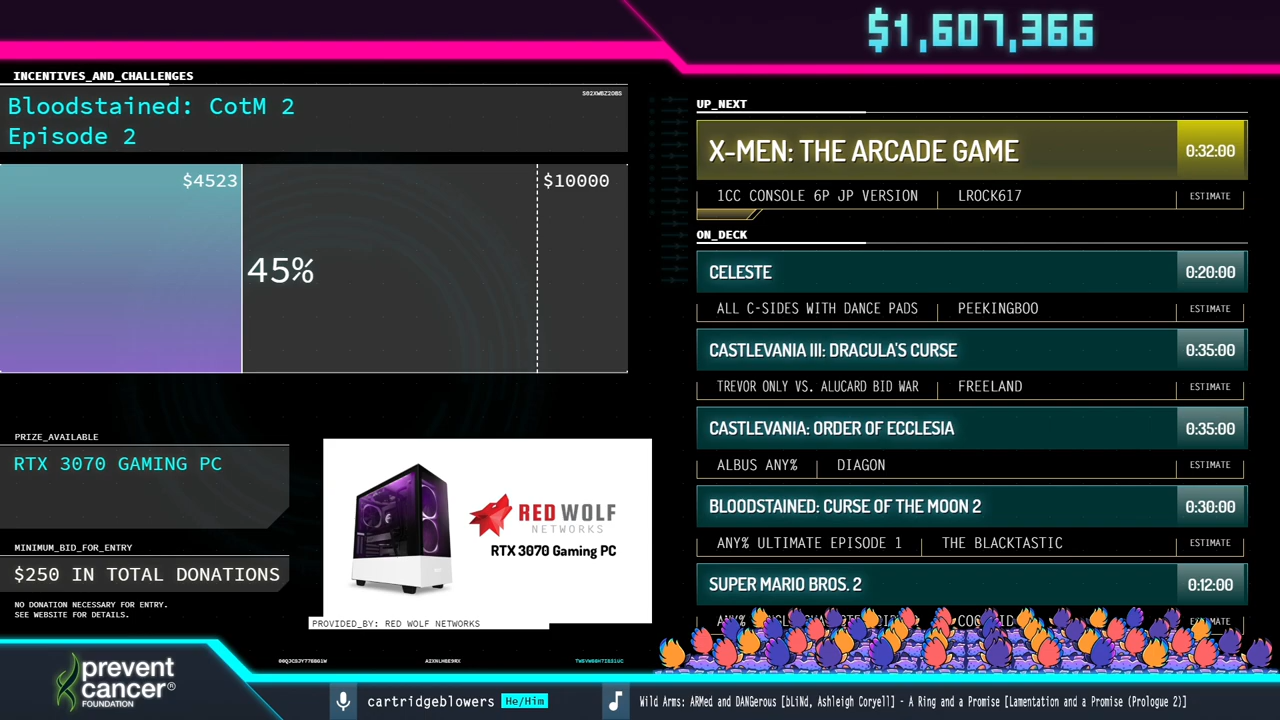 $1,607,366
INCENTIVES_AND_CHALLENGES
Bloodstained: CotM 2
Episode 2
$4523
$10000
45%
PRIZE_AVAILABLE
RTX 3070 GAMING PC
MINIMUM_BID_FOR_ENTRY
$250 IN TOTAL DONATIONS
NO DONATION NECESSARY FOR ENTRY.
SEE WEBSITE FOR DETAILS.
RED WOLF
NETWORKS
RTX 3070 Gaming PC
PROVIDED_BY: RED WOLF NETWORKS
UP_NEXT
X-MEN: THE ARCADE GAME
0:32:00
1CC CONSOLE 6P JP VERSION
LROCK617
ESTIMATE
ON_DECK
CELESTE
0:20:00
ALL C-SIDES WITH DANCE PADS
PEEKINGBOO
ESTIMATE
CASTLEVANIA III: DRACULA'S CURSE
0:35:00
TREVOR ONLY VS. ALUCARD BID WAR
FREELAND
ESTIMATE
CASTLEVANIA: ORDER OF ECCLESIA
0:35:00
ALBUS ANY%
DIAGON
ESTIMATE
BLOODSTAINED: CURSE OF THE MOON 2
0:30:00
ANY% ULTIMATE EPISODE 1
THE BLACKTASTIC
ESTIMATE
SUPER MARIO BROS. 2
0:12:00
ANY%
prevent
cancer®
FOUNDATION
cartridgeblowers He/Him
Wild Arms: ARMed and DANGerous [bLiNd, Ashleigh Coryell] - A Ring and a Promise [Lamentation and a Promise (Prologue 2)]